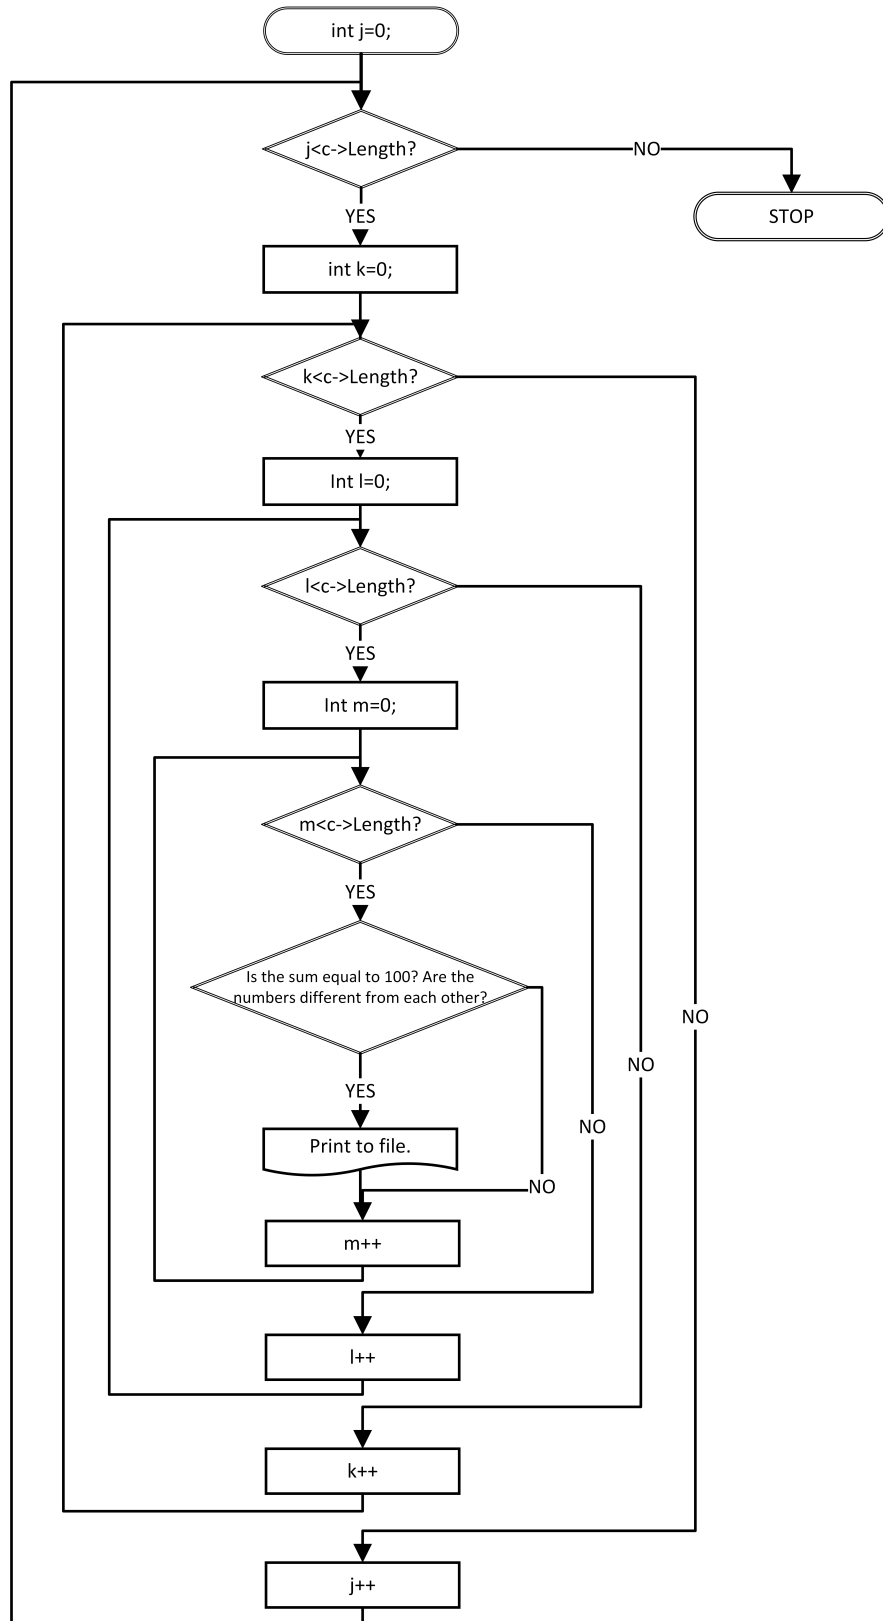 int j=0;
j<c->Length?
NO
STOP
YES
int k=0;
k<c->Length?
YES
Int l=0;
l<c->Length?
YES
Int m=0;
m<c->Length?
YES
Is the sum equal to 100? Are the
numbers different from each other?
NO
NO
YES
NO
Print to file.
NO
m++
l++
k++
j++